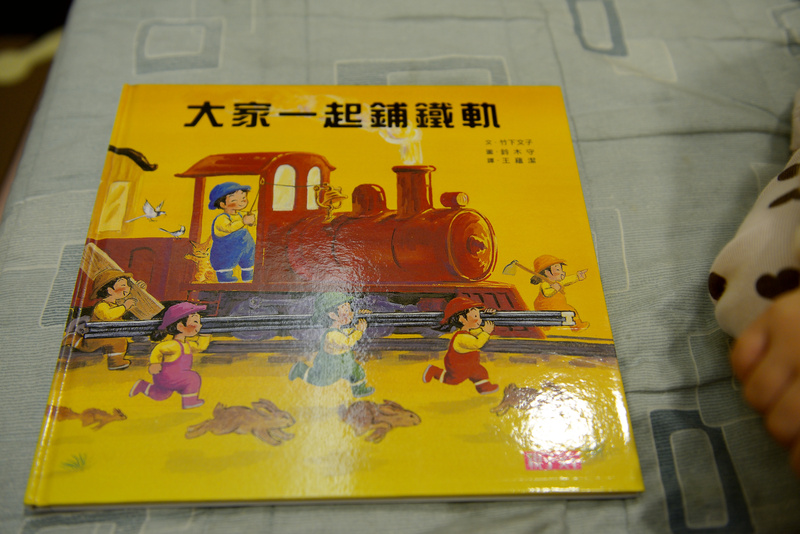 大家一起鋪鐵軌
文·竹下文子
圖·鈴木守
譯·王蘊潔